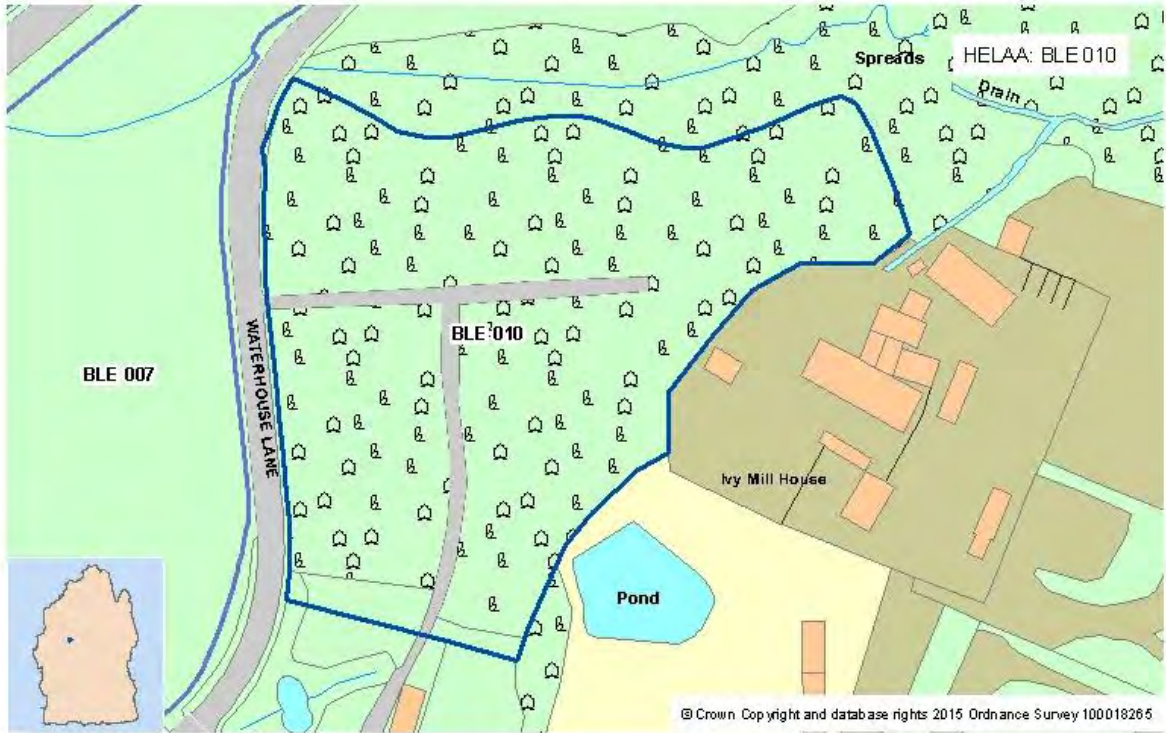 Spreads
HELAA: BLE 010
Drain
BLE 010
BLE 007
WATERHOUSE LANE
Ivy Mill House
Pond
© Crown Copyright and database rights 2015 Ordnance Survey 100018265